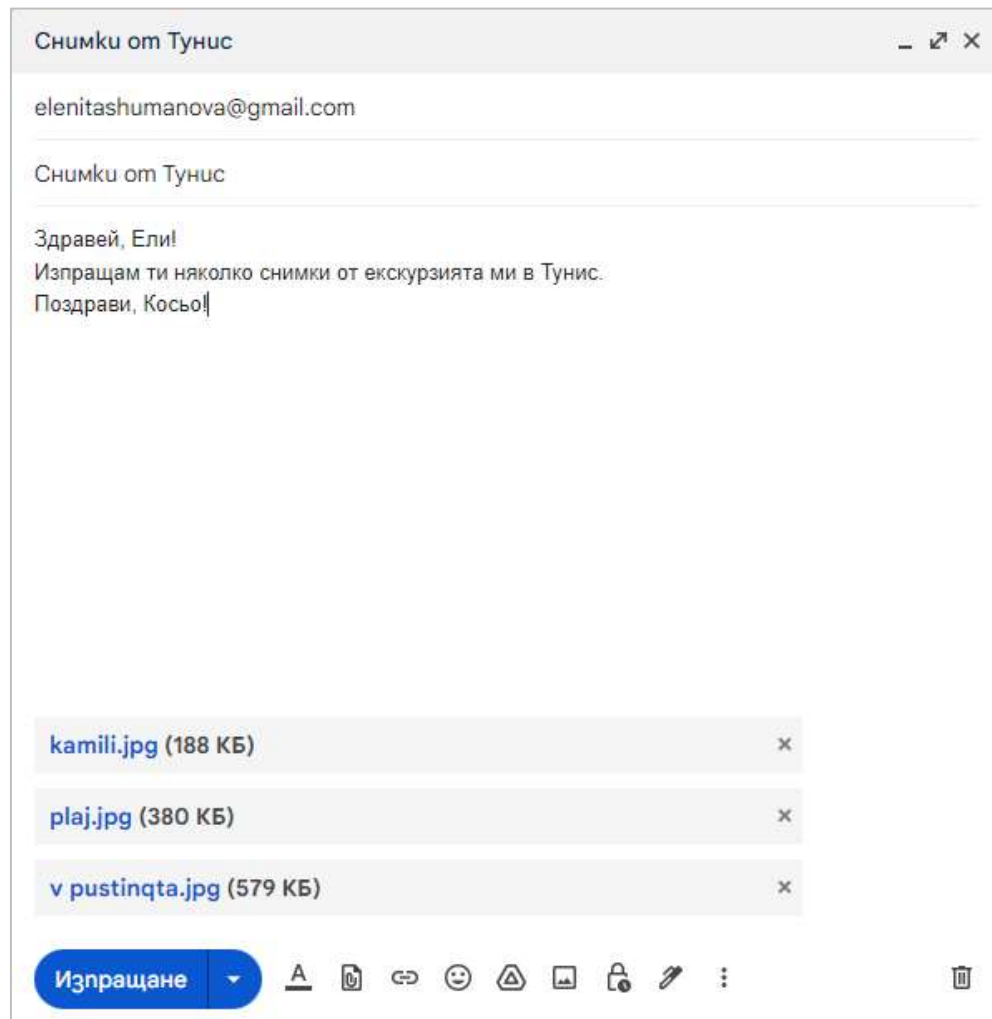 Снимки от Тунис
elenitashumanova@gmail.com
Снимки от Тунис
Здравей, Ели!
Изпращам ти няколко снимки от екскурзията ми в Тунис.
Поздрави, Косьо!
kamili.jpg (188 КБ)
plaj.jpg (380 КБ)
v pustinqta.jpg (579 КБ)
Изпращане